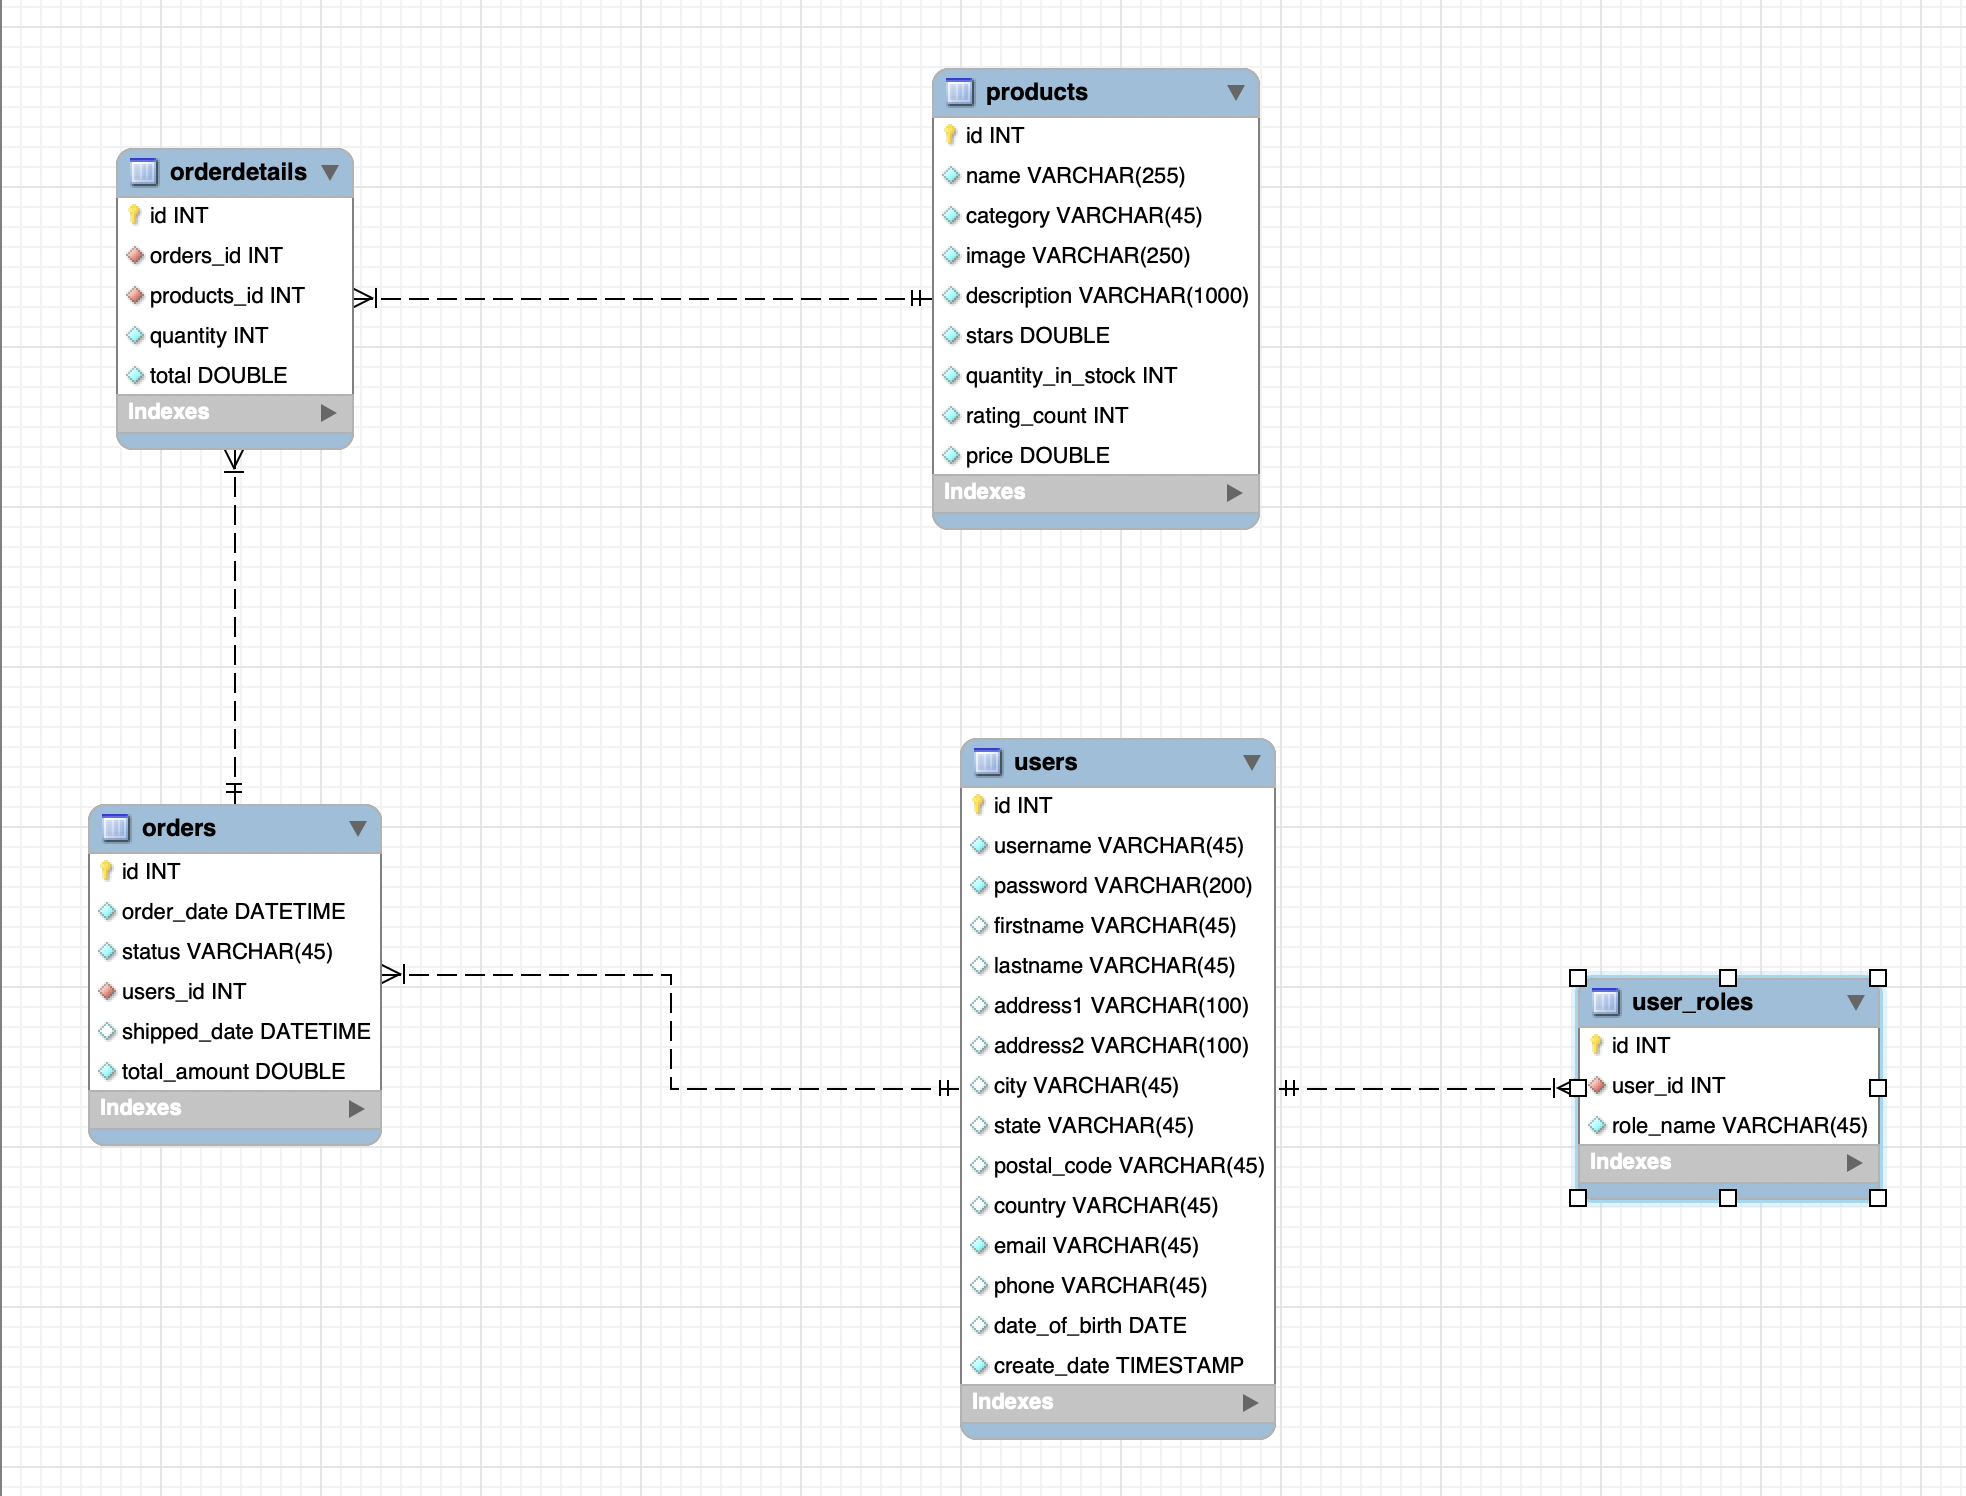 products
id INT
name VARCHAR(255)
category VARCHAR(45)
image VARCHAR(250)
description VARCHAR(1000)
stars DOUBLE
quantity_in_stock INT
rating_count INT
price DOUBLE
Indexes
orderdetails
id INT
orders_id INT
products_id INT
quantity INT
total DOUBLE
Indexes
users
id INT
username VARCHAR(45)
password VARCHAR(200)
firstname VARCHAR(45)
lastname VARCHAR(45)
address1 VARCHAR(100)
address2 VARCHAR(100)
city VARCHAR(45)
state VARCHAR(45)
postal_code VARCHAR(45)
country VARCHAR(45)
email VARCHAR(45)
phone VARCHAR(45)
date_of_birth DATE
create_date TIMESTAMP
Indexes
orders
id INT
order_date DATETIME
status VARCHAR(45)
users_id INT
shipped_date DATETIME
total_amount DOUBLE
Indexes
user_roles
id INT
user_id INT
role_name VARCHAR(45)
Indexes